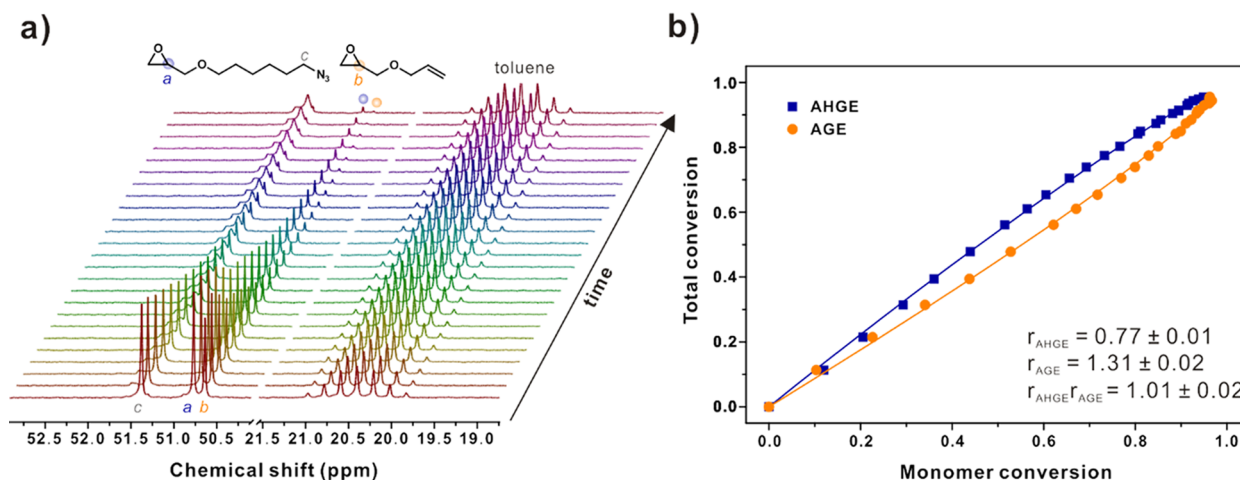 a)
O
O
N3
c
a
O
O
b
toluene
time
c a b
52.5 52.0 51.5 51.0 50.5 21.5 21.0 20.5 20.0 19.5 19.0
Chemical shift (ppm)
b)
Total conversion
1.0
0.8
0.6
0.4
0.2
0.0
AHGE
AGE
rAHGE = 0.77 ± 0.01
rAGE = 1.31 ± 0.02
rAHGErAGE = 1.01 ± 0.02
0.0 0.2 0.4 0.6 0.8 1.0
Monomer conversion